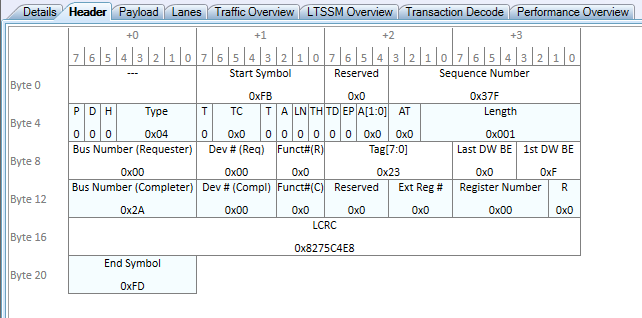 Details Header Payload Lanes Traffic Overview LTSSM Overview Transaction Decode Performance Overview
+0 +1 +2 +3
7 6 5 4 3 2 1 0 7 6 5 4 3 2 1 0 7 6 5 4 3 2 1 0 7 6 5 4 3 2 1 0
Byte 0
--- Start Symbol Reserved Sequence Number
0xFB 0x0 0x37F
Byte 4
P D H Type T TC T A LN TH TD EP A[1:0] AT Length
0 0 0 0x04 0 0x0 0 0 0 0 0 0 0x0 0x0 0x001
Byte 8
Bus Number (Requester) Dev # (Req) Funct#(R) Tag[7:0] Last DW BE 1st DW BE
0x00 0x00 0x0 0x23 0x0 0xF
Byte 12
Bus Number (Completer) Dev # (Compl) Funct#(C) Reserved Ext Reg # Register Number R
0x2A 0x00 0x0 0x0 0x0 0x00 0x0
Byte 16
LCRC
0x8275C4E8
Byte 20
End Symbol
0xFD